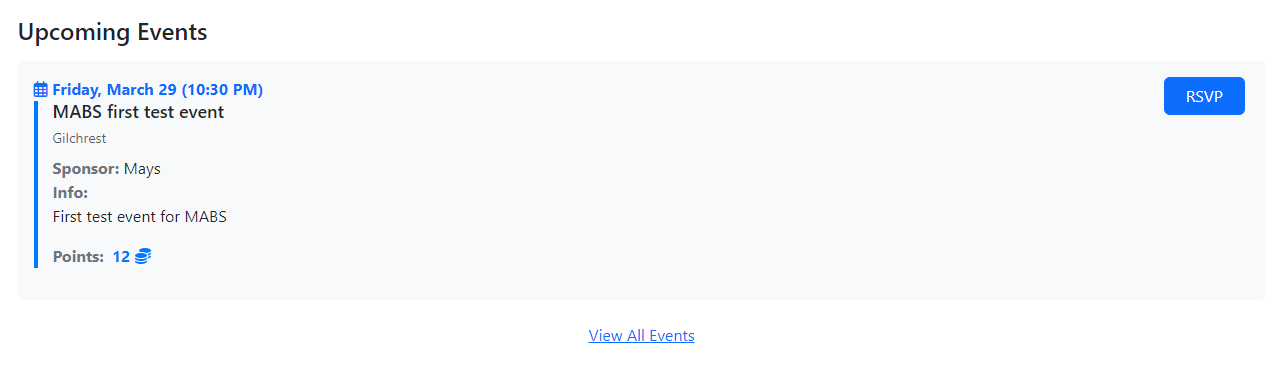 Upcoming Events
Friday, March 29 (10:30 PM)
RSVP
MABS first test event
Gilchrest
Sponsor: Mays
Info:
First test event for MABS
Points: 12
View All Events